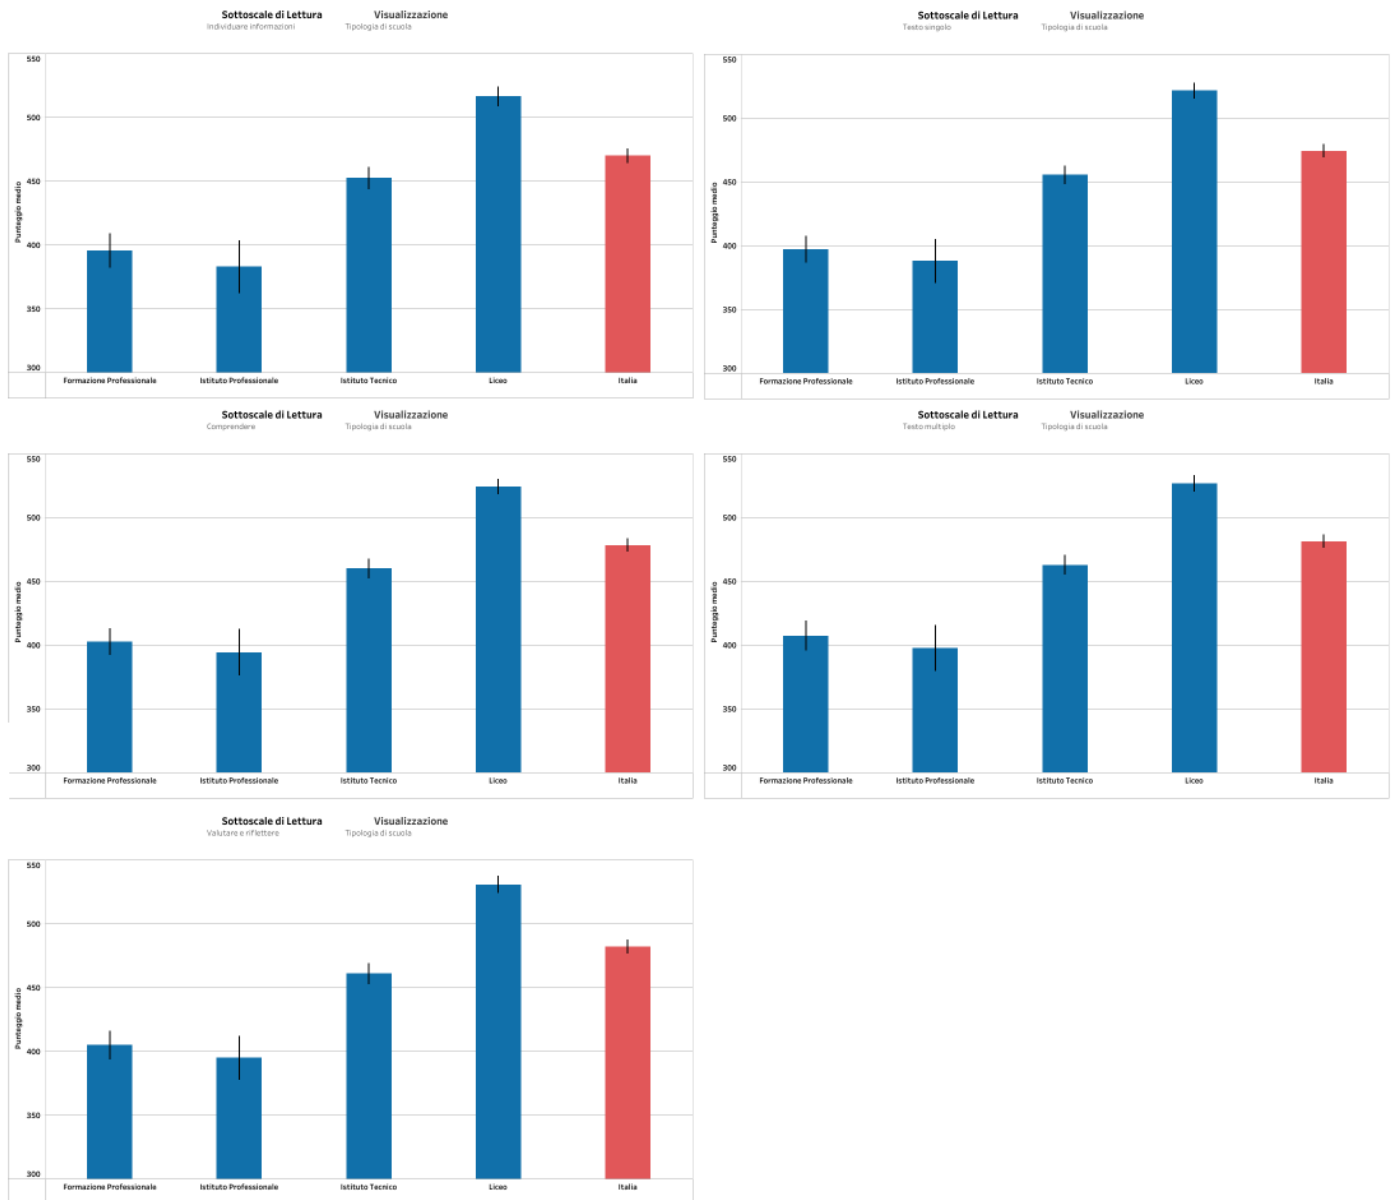 Sottoscale di Lettura Visualizzazione
Individuare informazioni Tipologia di scuola
550
500
450
400
350
300
Punteggio medio
Formazione Professionale Istituto Professionale Istituto Tecnico Liceo Italia
Sottoscale di Lettura Visualizzazione
Testo singolo Tipologia di scuola
550
500
450
400
350
300
Punteggio medio
Formazione Professionale Istituto Professionale Istituto Tecnico Liceo Italia
Sottoscale di Lettura Visualizzazione
Comprendere Tipologia di scuola
550
500
450
400
350
300
Punteggio medio
Formazione Professionale Istituto Professionale Istituto Tecnico Liceo Italia
Sottoscale di Lettura Visualizzazione
Testo multiplo Tipologia di scuola
550
500
450
400
350
300
Punteggio medio
Formazione Professionale Istituto Professionale Istituto Tecnico Liceo Italia
Sottoscale di Lettura Visualizzazione
Valutare e riflettere Tipologia di scuola
550
500
450
400
350
300
Punteggio medio
Formazione Professionale Istituto Professionale Istituto Tecnico Liceo Italia